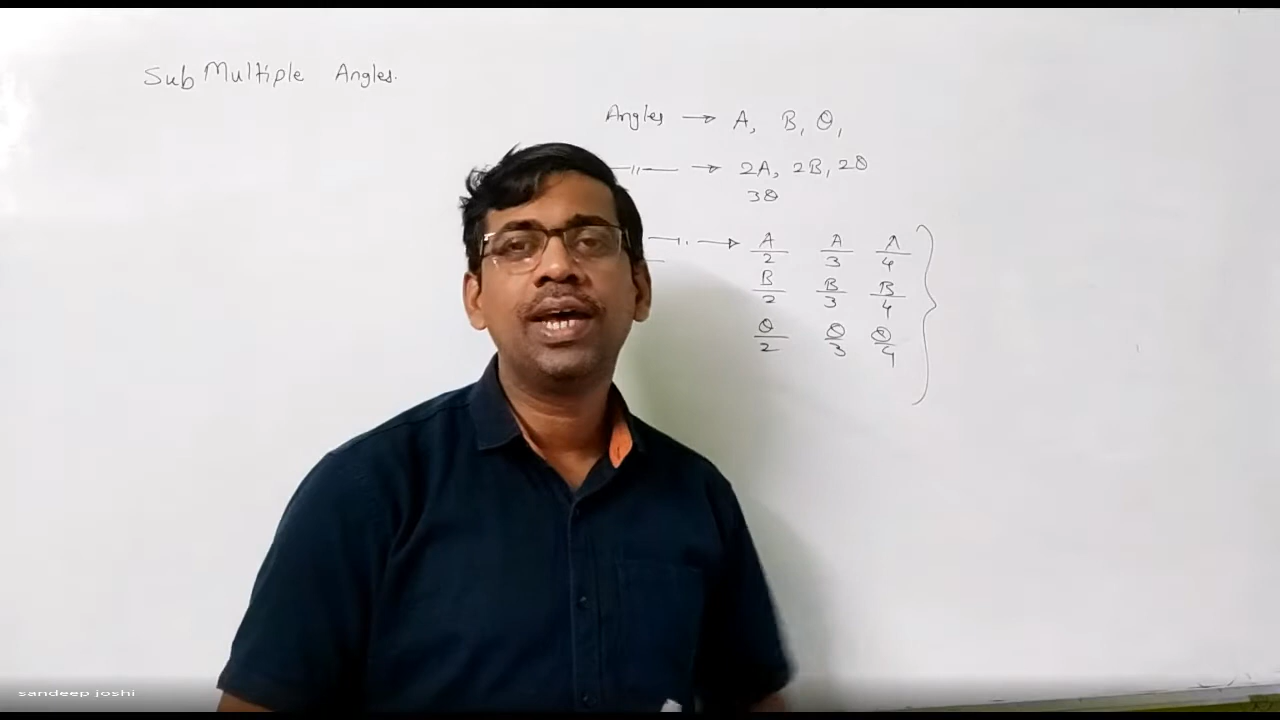 Sub Multiple Angles.
Angles → A, B, θ,
—॥— → 2A, 2B, 2θ
3θ
→ A/2 A/3 A/4
B/2 B/3 B/4
θ/2 θ/3 θ/4
sandeep joshi